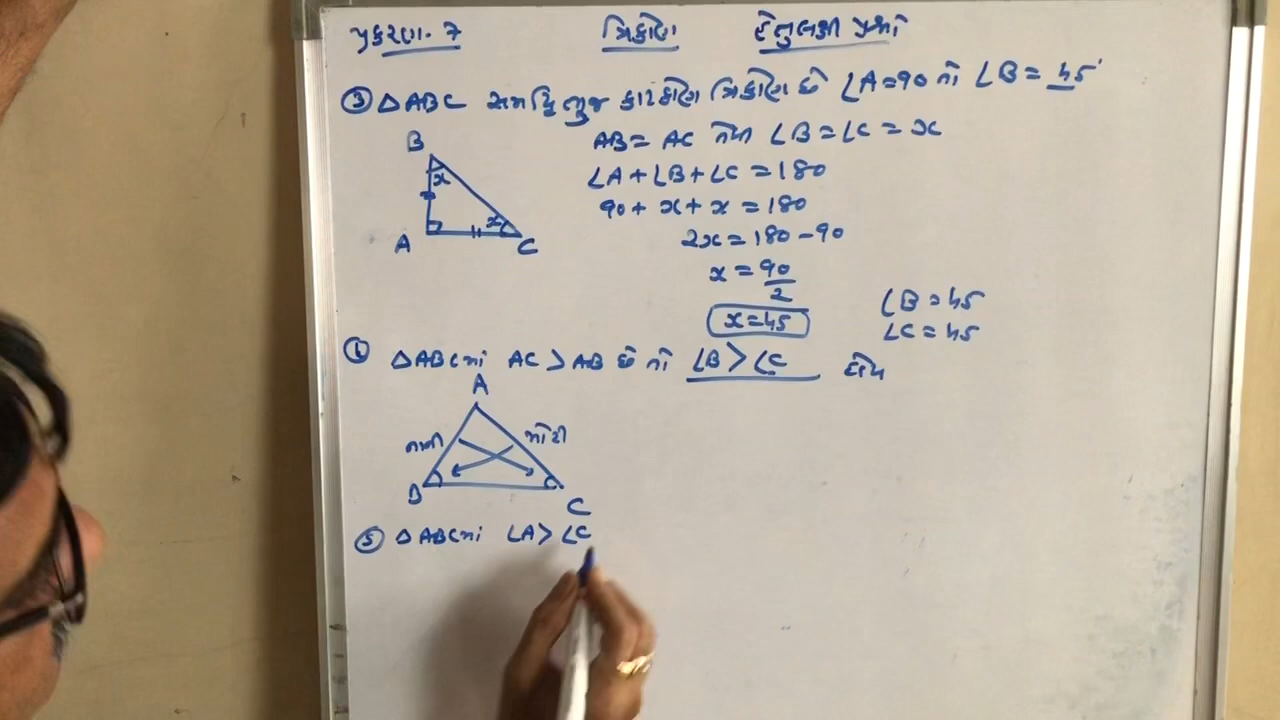 પ્રકરણ. 7 ત્રિકોણ હેતુલક્ષી પ્રશ્નો
③ △ABC સમદ્વિભુજ કાટકોણ ત્રિકોણ છે ∠A=90 તો ∠B = 45°
AB = AC તેથી ∠B = ∠C = x
∠A + ∠B + ∠C = 180
90 + x + x = 180
2x = 180 - 90
x = 90/2
x = 45
∠B = 45
∠C = 45
B
x
A
x
C
④ △ABCમાં AC > AB છે તો ∠B > ∠C હોય
A
નાની મોટી
B
C
⑤ △ABCમાં ∠A > ∠C